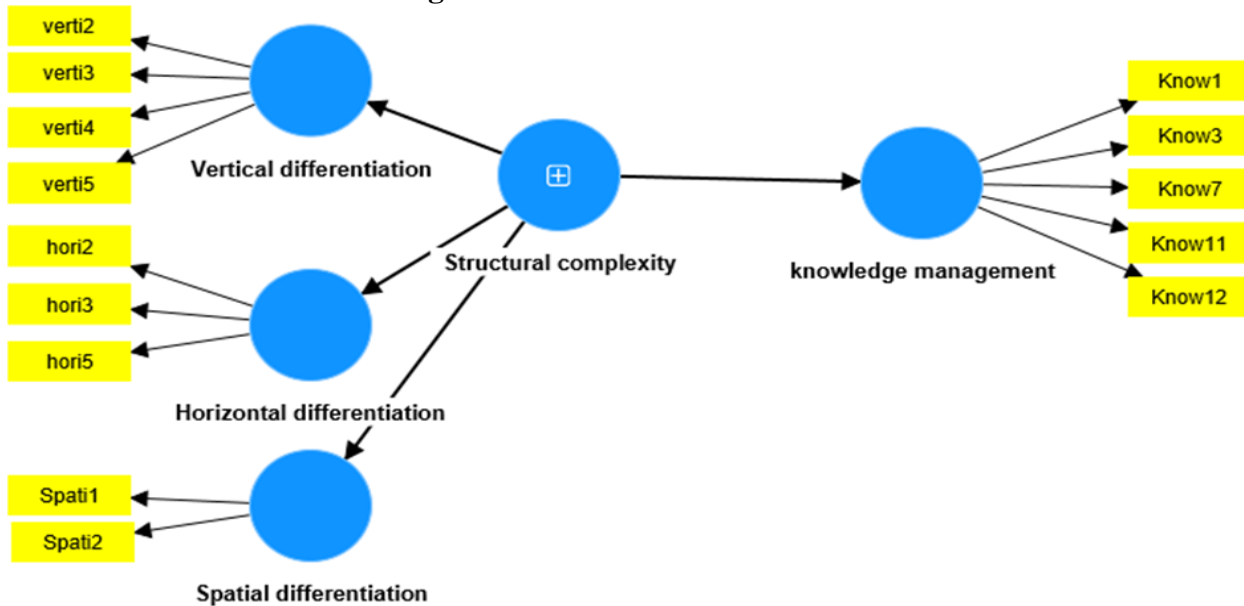 verti2
verti3
verti4
verti5
Vertical differentiation
hori2
hori3
hori5
Horizontal differentiation
Spati1
Spati2
Spatial differentiation
Structural complexity
knowledge management
Know1
Know3
Know7
Know11
Know12